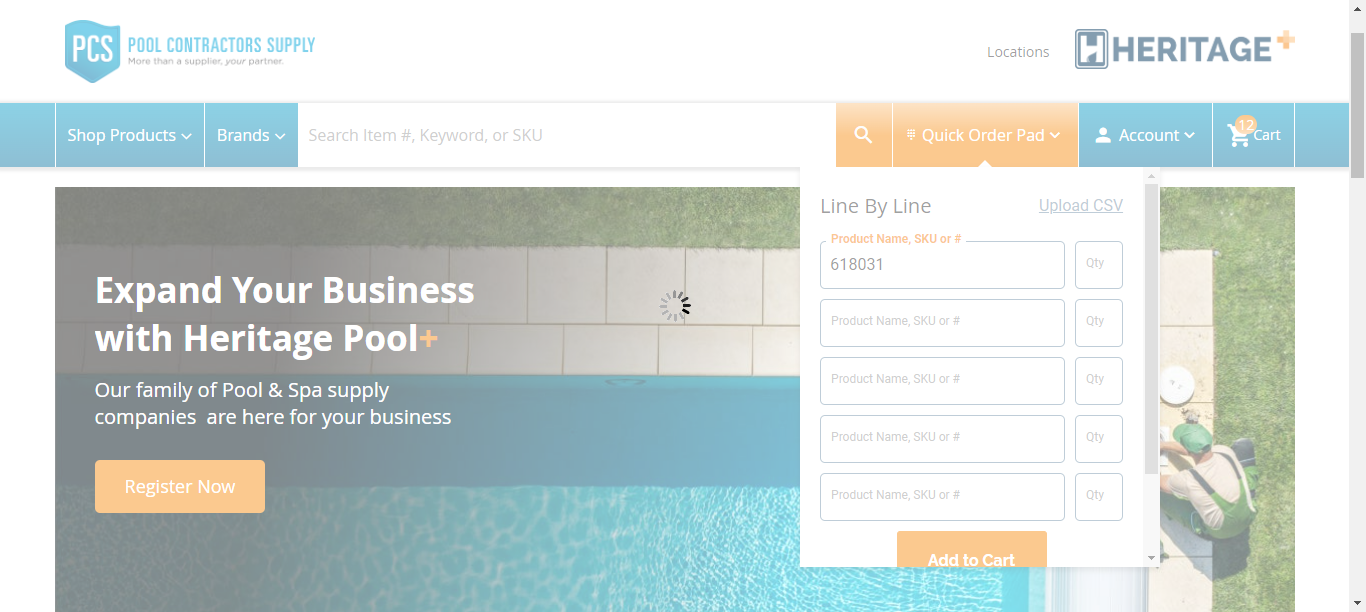 PCS POOL CONTRACTORS SUPPLY
More than a supplier, your partner.
Locations
H HERITAGE+
Shop Products
Brands
Search Item #, Keyword, or SKU
Quick Order Pad
Account
12
Cart
Line By Line
Upload CSV
Product Name, SKU or #
618031
Qty
Product Name, SKU or #
Qty
Product Name, SKU or #
Qty
Product Name, SKU or #
Qty
Product Name, SKU or #
Qty
Add to Cart
Expand Your Business
with Heritage Pool+
Our family of Pool & Spa supply
companies are here for your business
Register Now